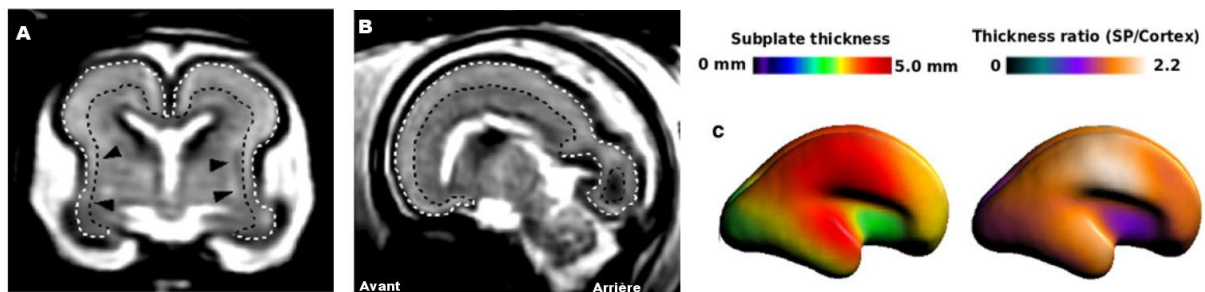 A
B
Avant
Arrière
Subplate thickness
0 mm
5.0 mm
Thickness ratio (SP/Cortex)
0
2.2
C